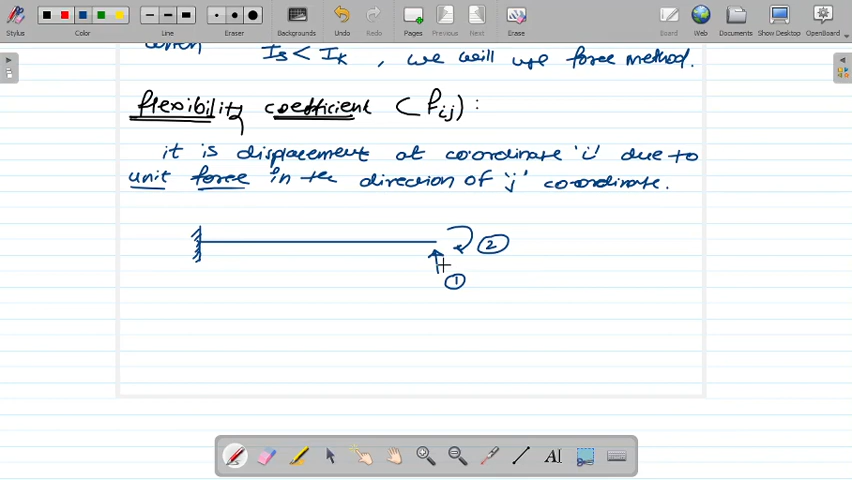 Stylus
Color
Line
Eraser
Backgrounds
Undo
Redo
Pages
Previous
Next
Erase
Board
Web
Documents
Show Desktop
OpenBoard
when Is < Ik , we will use force method.
flexibility coefficient (fij) :
it is displacement at coordinate 'i' due to
unit force in the direction of 'j' coordinate.
2
1
AI